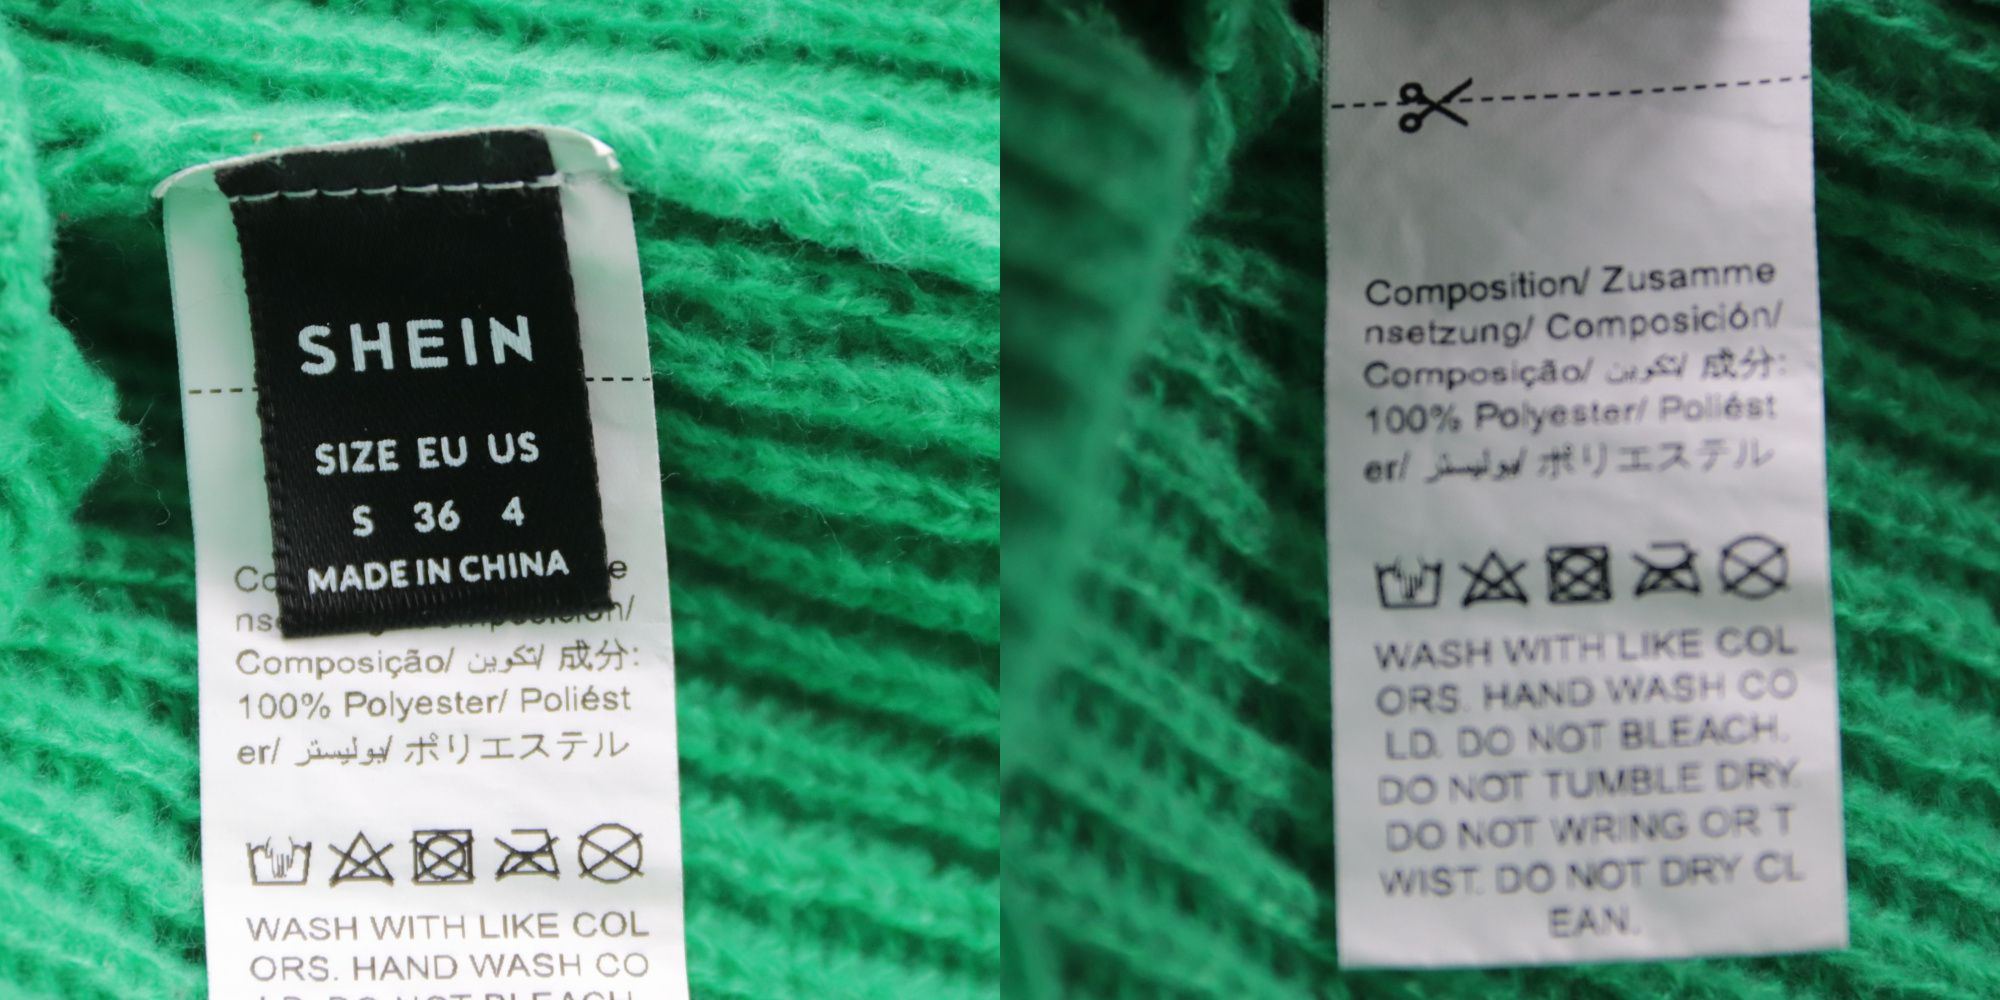 SHEIN
SIZE EU US
S 36 4
MADE IN CHINA
Composição/ تكوين/ 成分:
100% Polyester/ Poliést
er/ بوليستر/ ポリエステル
WASH WITH LIKE COL
ORS. HAND WASH CO
LD. DO NOT BLEACH.
Composition/ Zusamme
nsetzung/ Composición/
Composição/ تكوين/ 成分:
100% Polyester/ Poliést
er/ بوليستر/ ポリエステル
WASH WITH LIKE COL
ORS. HAND WASH CO
LD. DO NOT BLEACH.
DO NOT TUMBLE DRY.
DO NOT WRING OR T
WIST. DO NOT DRY CL
EAN.